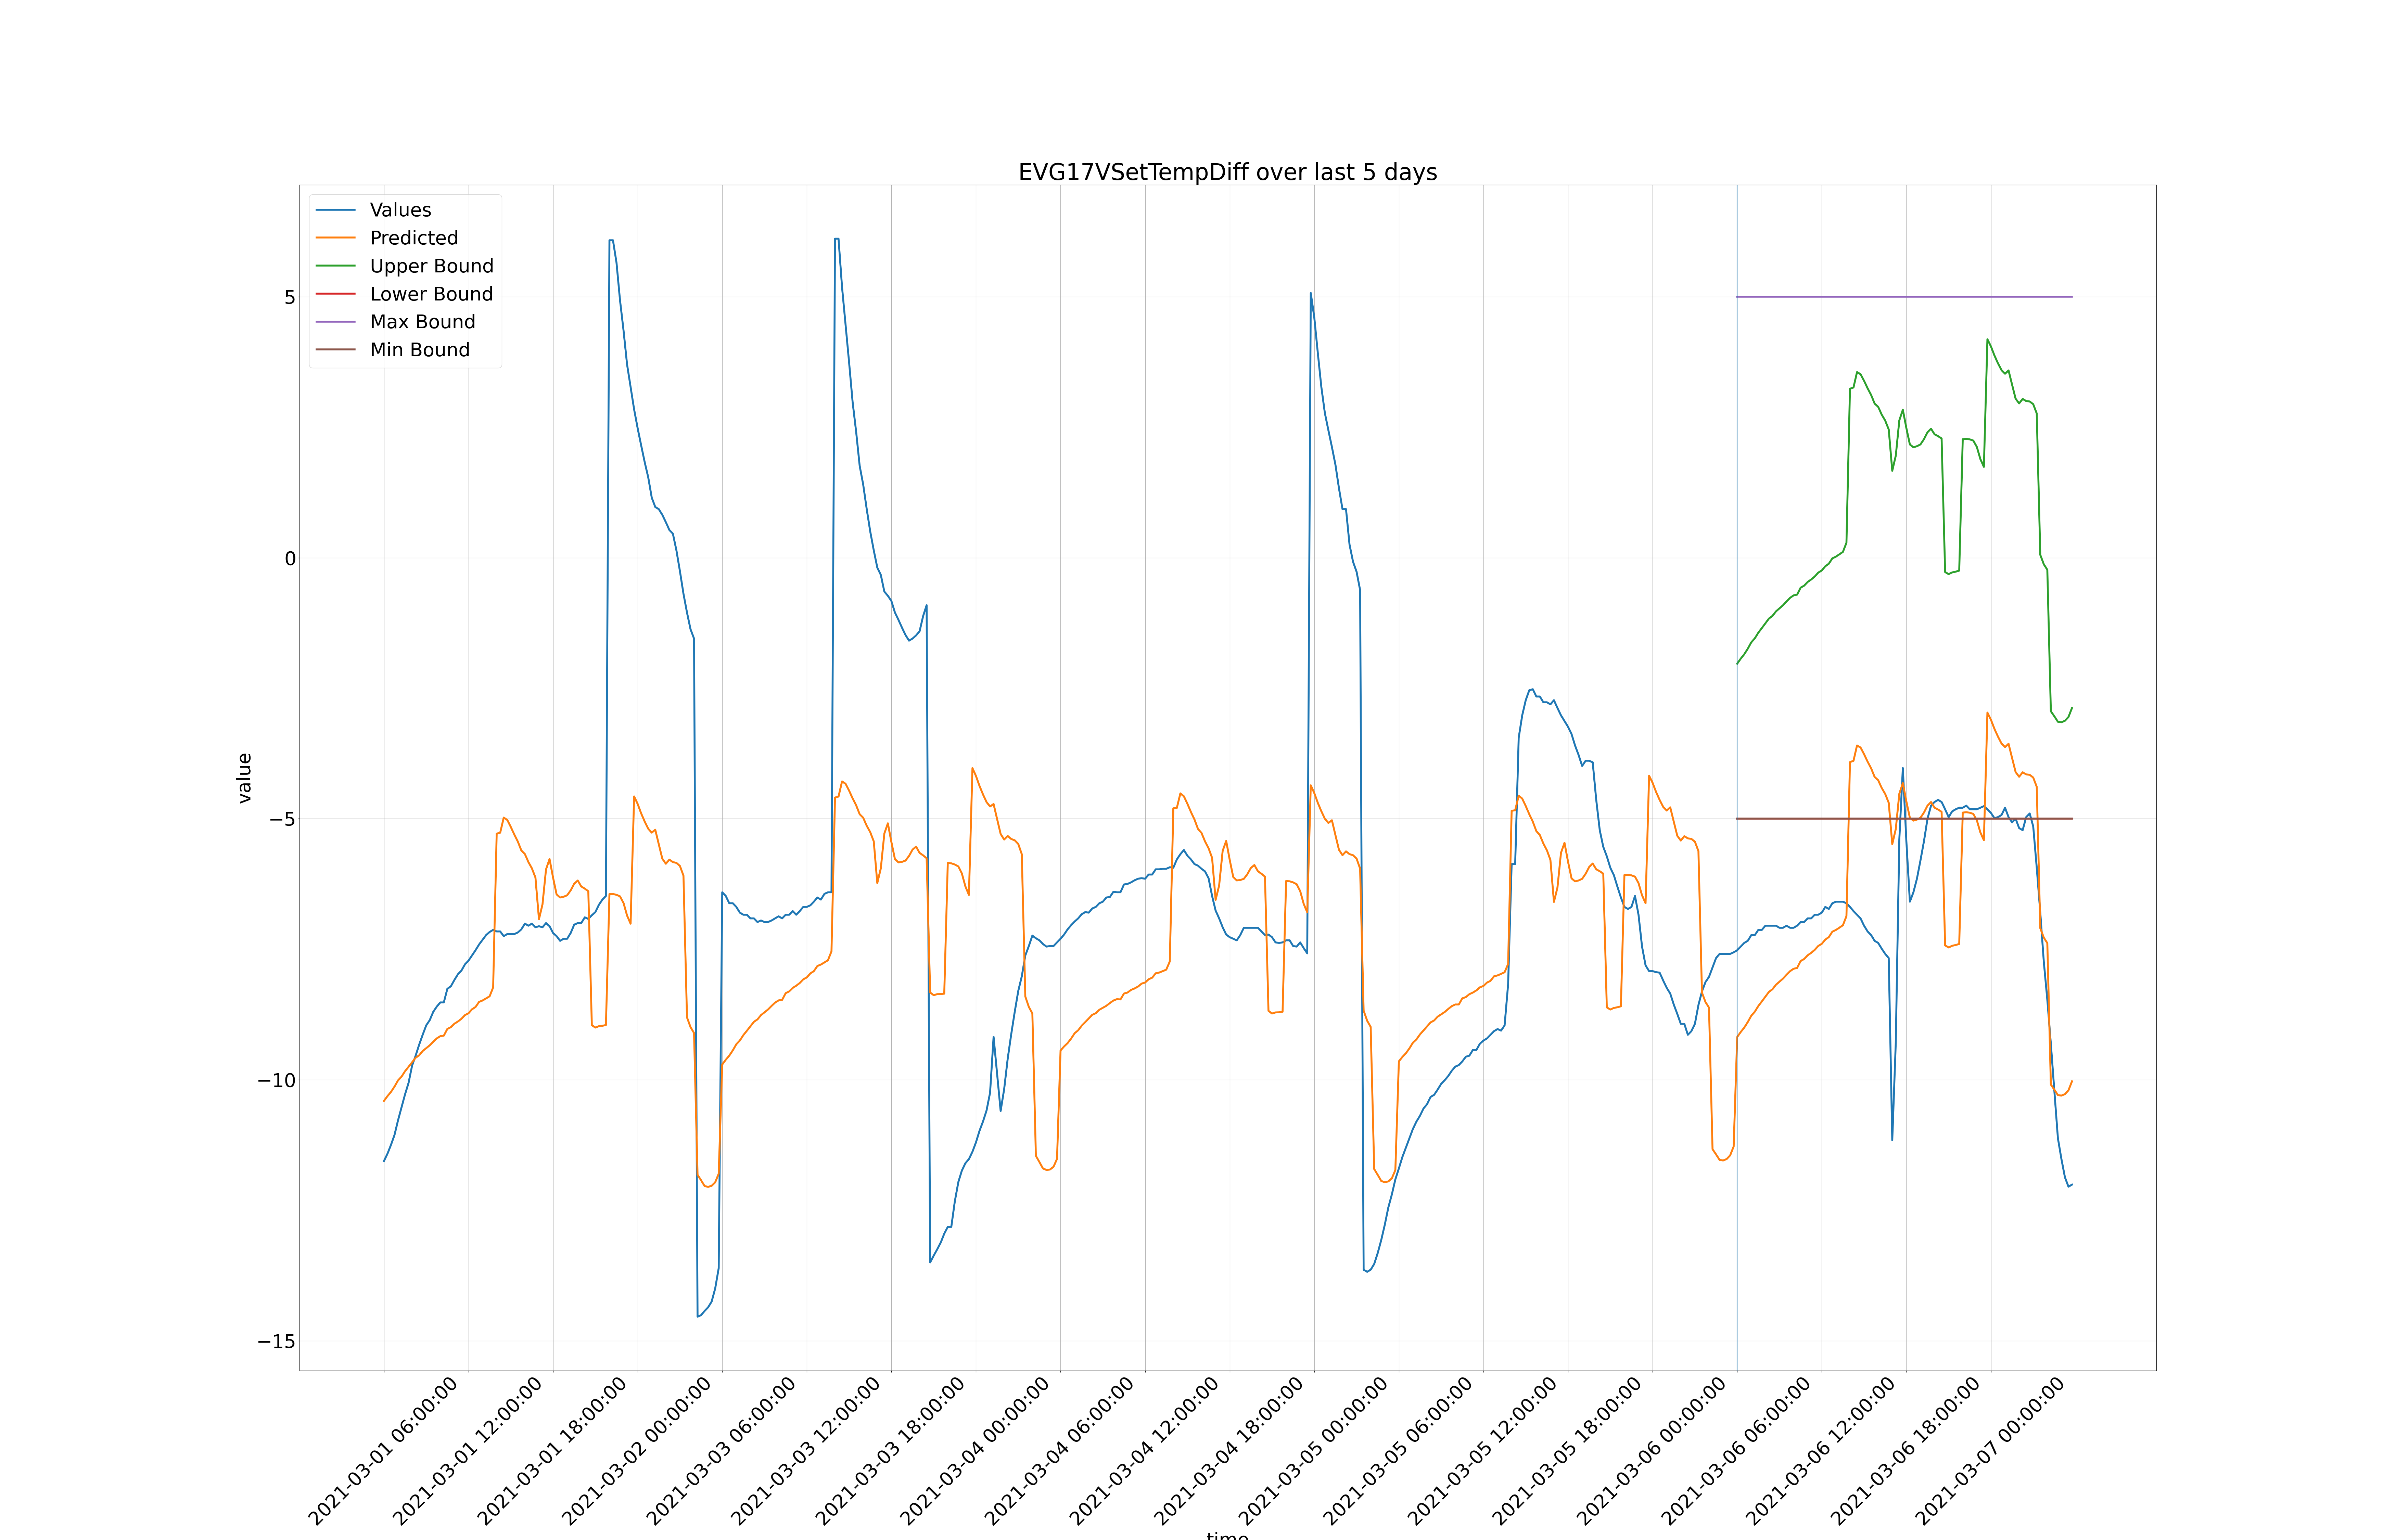 EVG17VSetTempDiff over last 5 days
Values
Predicted
Upper Bound
Lower Bound
Max Bound
Min Bound
value
5
0
−5
−10
−15
2021-03-01 06:00:00
2021-03-01 12:00:00
2021-03-01 18:00:00
2021-03-02 00:00:00
2021-03-03 06:00:00
2021-03-03 12:00:00
2021-03-03 18:00:00
2021-03-04 00:00:00
2021-03-04 06:00:00
2021-03-04 12:00:00
2021-03-04 18:00:00
2021-03-05 00:00:00
2021-03-05 06:00:00
2021-03-05 12:00:00
2021-03-05 18:00:00
2021-03-06 00:00:00
2021-03-06 06:00:00
2021-03-06 12:00:00
2021-03-06 18:00:00
2021-03-07 00:00:00
time